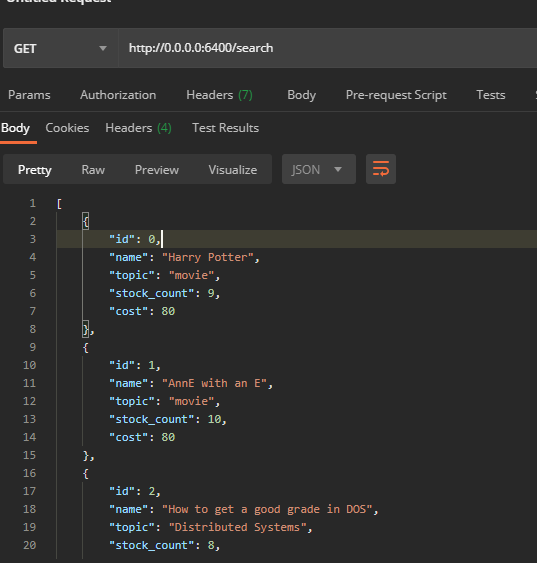 Untitled Request
GET http://0.0.0.0:6400/search
Params Authorization Headers (7) Body Pre-request Script Tests
Body Cookies Headers (4) Test Results
Pretty Raw Preview Visualize JSON
1 [
2 {
3 "id": 0,
4 "name": "Harry Potter",
5 "topic": "movie",
6 "stock_count": 9,
7 "cost": 80
8 },
9 {
10 "id": 1,
11 "name": "AnnE with an E",
12 "topic": "movie",
13 "stock_count": 10,
14 "cost": 80
15 },
16 {
17 "id": 2,
18 "name": "How to get a good grade in DOS",
19 "topic": "Distributed Systems",
20 "stock_count": 8,